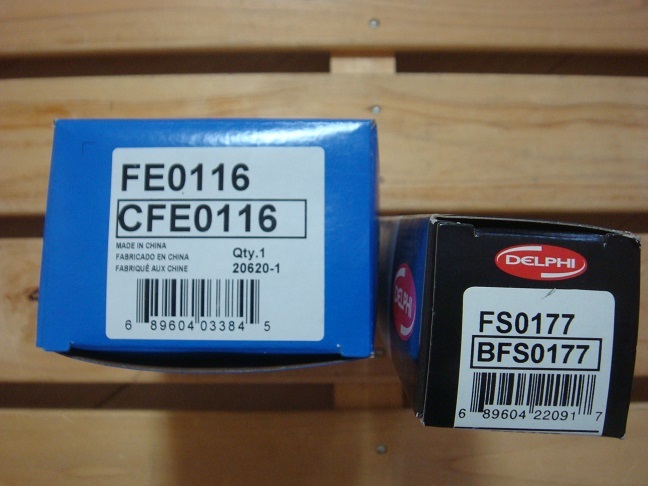 FE0116
CFE0116
MADE IN CHINA
FABRICADO EN CHINA
FABRIQUÉ AUX CHINE
Qty.1
20620-1
6 89604 03384 5
DELPHI
DELPHI
FS0177
BFS0177
6 89604 22091 7